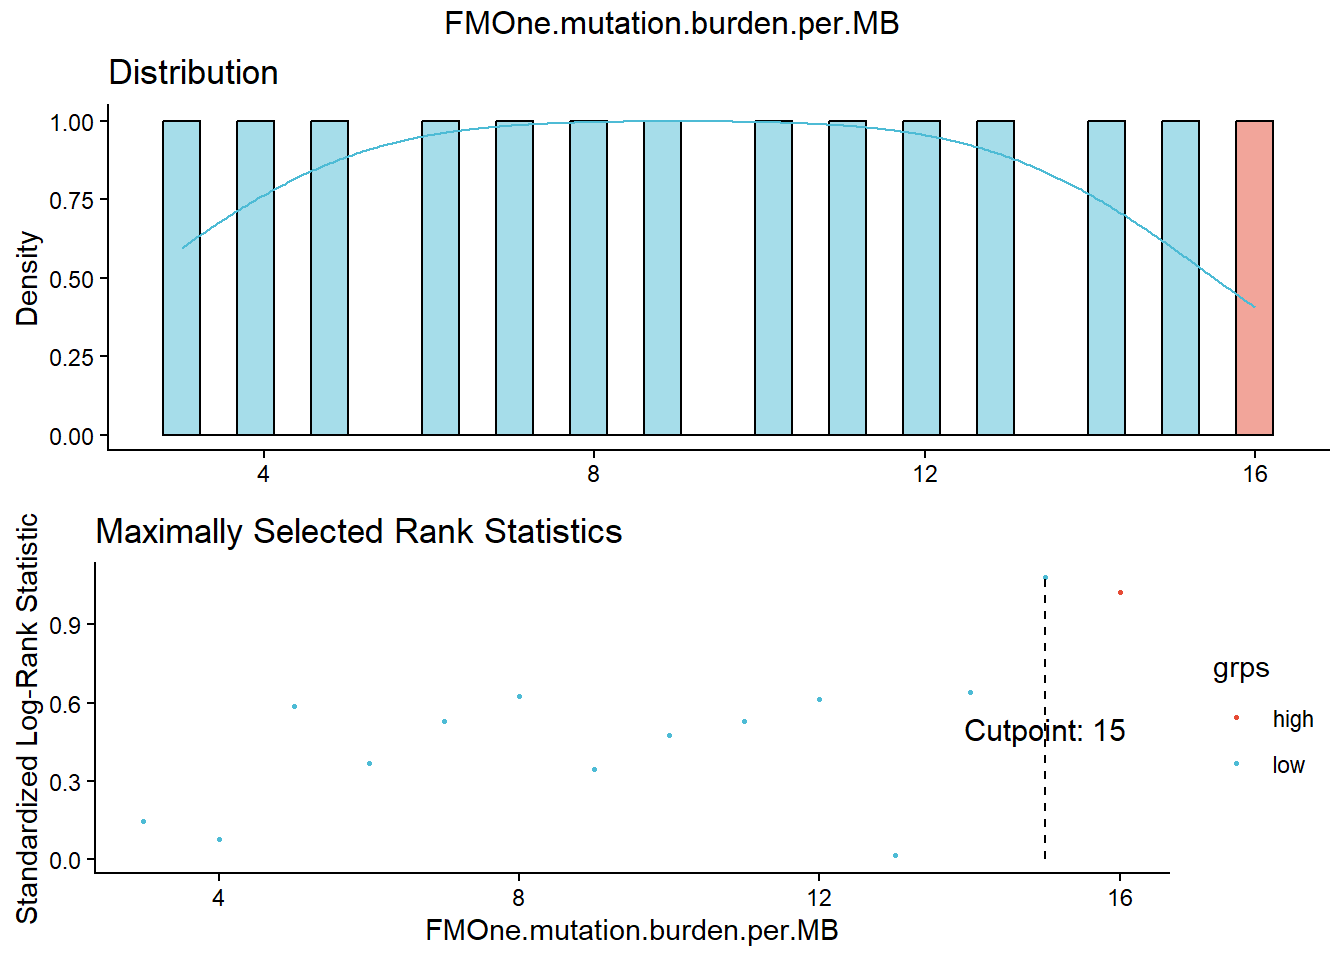 FMOne.mutation.burden.per.MB
Distribution
Density
1.00
0.75
0.50
0.25
0.00
4 8 12 16
Maximally Selected Rank Statistics
Standardized Log-Rank Statistic
0.9
0.6
0.3
0.0
Cutpoint: 15
4 8 12 16
FMOne.mutation.burden.per.MB
grps
high
low